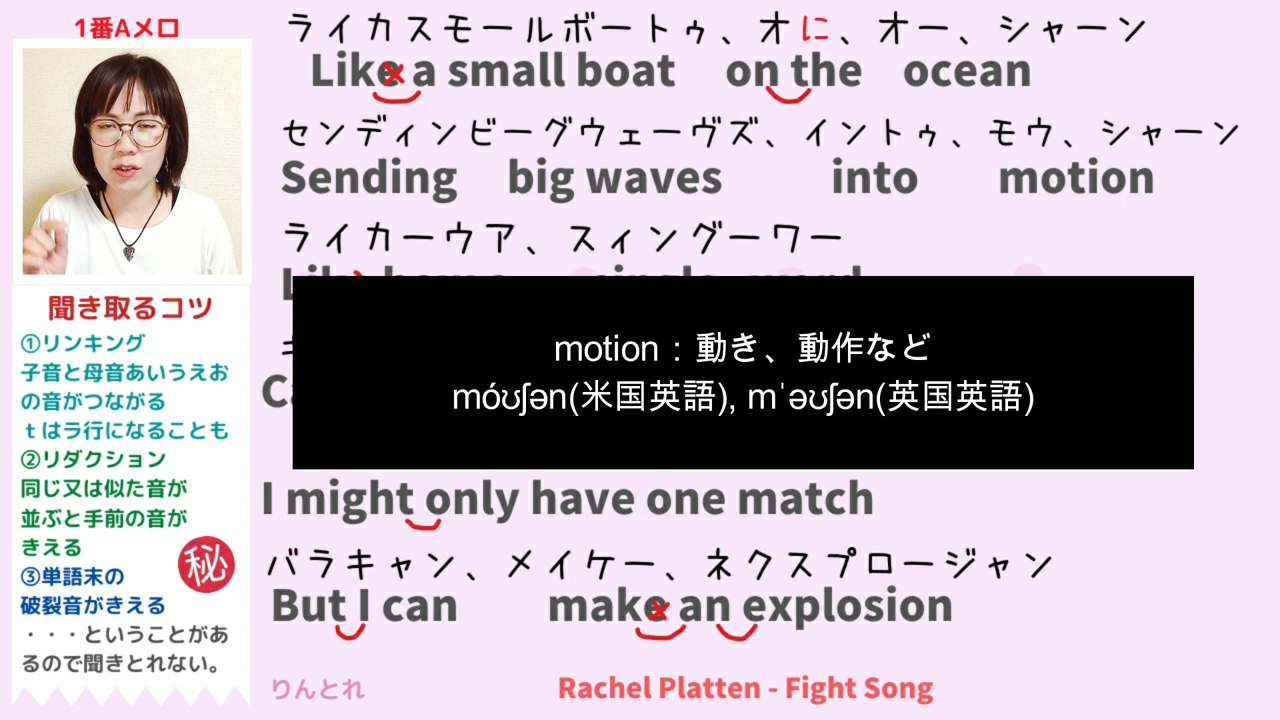 1番Aメロ
ライカスモールボートゥ、オに、オー、シャーン
Like a small boat on the ocean
センディンビーグウェーヴズ、イントゥ、モウ、シャーン
Sending big waves into motion
ライカーウア、スィングーワー
motion：動き、動作など
móʊʃən(米国英語), mˈəʊʃən(英国英語)
I might only have one match
バラキャン、メイケー、ネクスプロージャン
But I can make an explosion
聞き取るコツ
①リンキング
子音と母音あいうえお
の音がつながる
ｔはラ行になることも
②リダクション
同じ又は似た音が
並ぶと手前の音が
きえる
秘
③単語末の
破裂音がきえる
・・・ということがあ
るので聞きとれない。
りんとれ
Rachel Platten - Fight Song